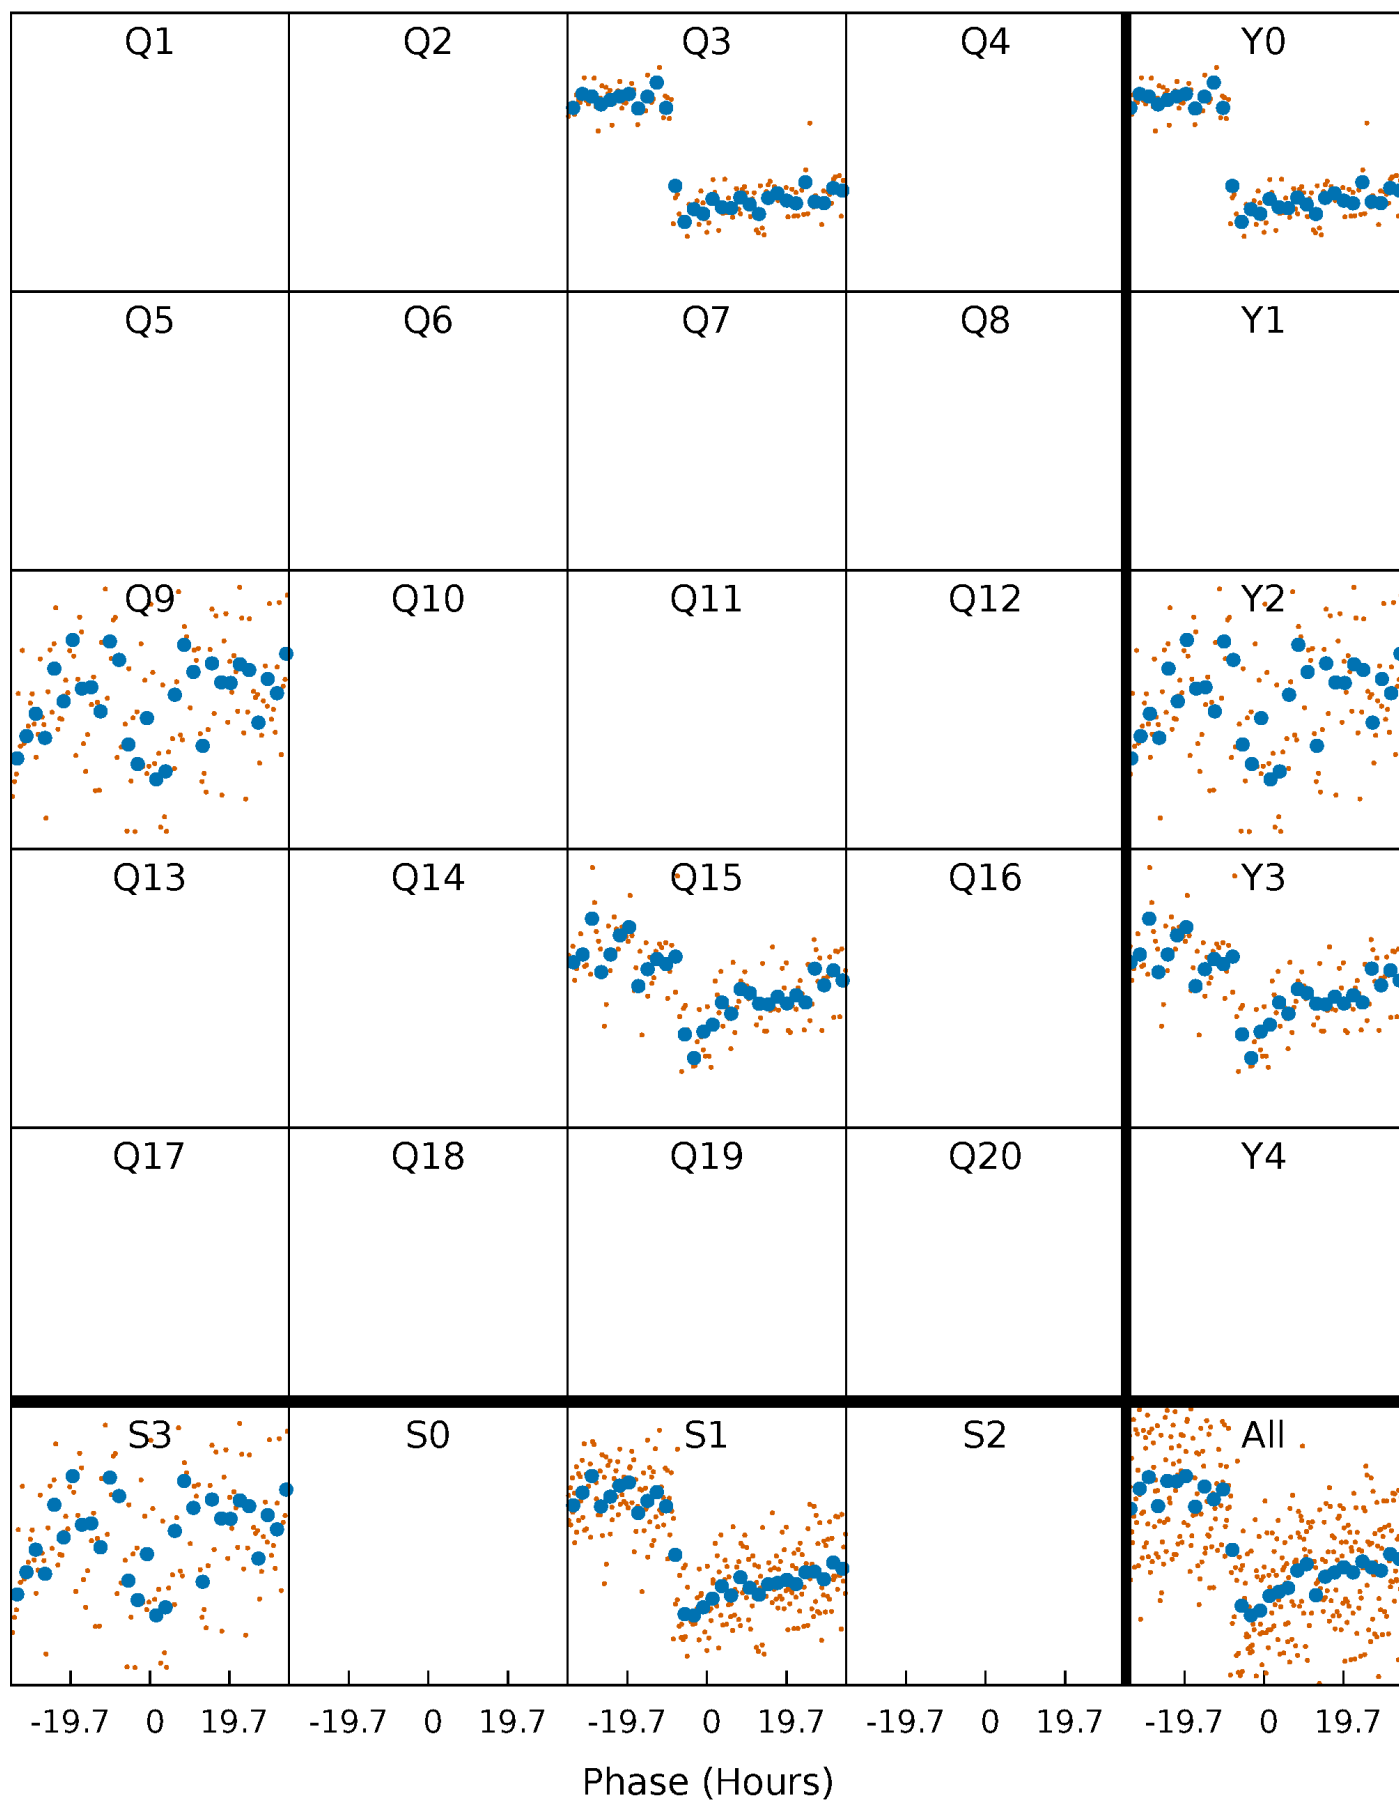 Q1 Q2 Q3 Q4 Y0
Q5 Q6 Q7 Q8 Y1
Q9 Q10 Q11 Q12 Y2
Q13 Q14 Q15 Q16 Y3
Q17 Q18 Q19 Q20 Y4
S3 S0 S1 S2 All
-19.7 0 19.7 -19.7 0 19.7 -19.7 0 19.7 -19.7 0 19.7 -19.7 0 19.7
Phase (Hours)